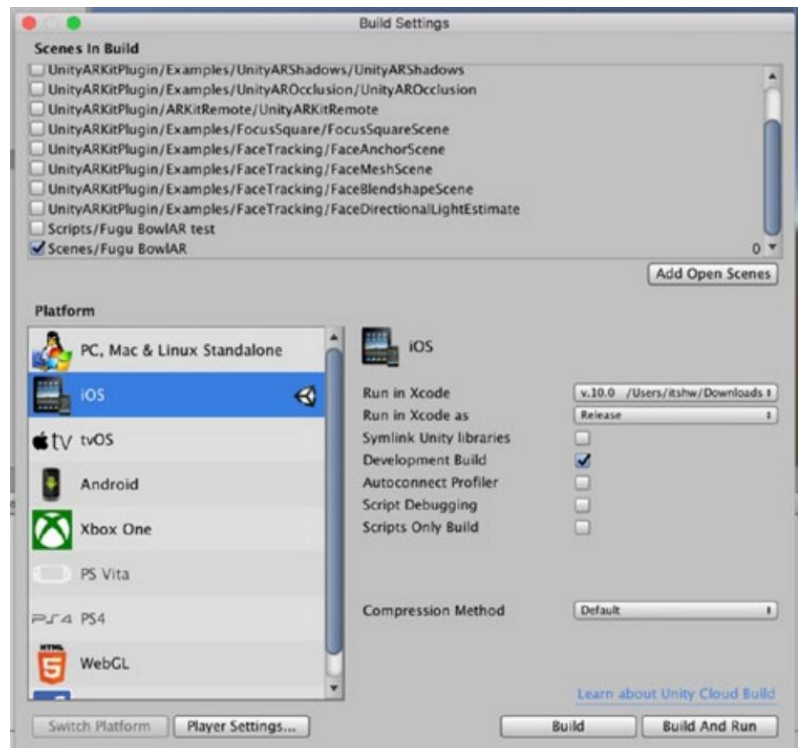 Build Settings
Scenes In Build
UnityARKitPlugin/Examples/UnityARShadows/UnityARShadows
UnityARKitPlugin/Examples/UnityAROcclusion/UnityAROcclusion
UnityARKitPlugin/ARKitRemote/UnityARKitRemote
UnityARKitPlugin/Examples/FocusSquare/FocusSquareScene
UnityARKitPlugin/Examples/FaceTracking/FaceAnchorScene
UnityARKitPlugin/Examples/FaceTracking/FaceMeshScene
UnityARKitPlugin/Examples/FaceTracking/FaceBlendshapeScene
UnityARKitPlugin/Examples/FaceTracking/FaceDirectionalLightEstimate
Scripts/Fugu BowlAR test
Scenes/Fugu BowlAR 0
Add Open Scenes
Platform
PC, Mac & Linux Standalone
iOS
tv tvOS
Android
Xbox One
PS Vita
PS4 PS4
HTML 5 WebGL
iOS
Run in Xcode v.10.0 /Users/itshw/Downloads
Run in Xcode as Release
Symlink Unity libraries
Development Build
Autoconnect Profiler
Script Debugging
Scripts Only Build
Compression Method Default
Learn about Unity Cloud Build
Switch Platform Player Settings... Build Build And Run